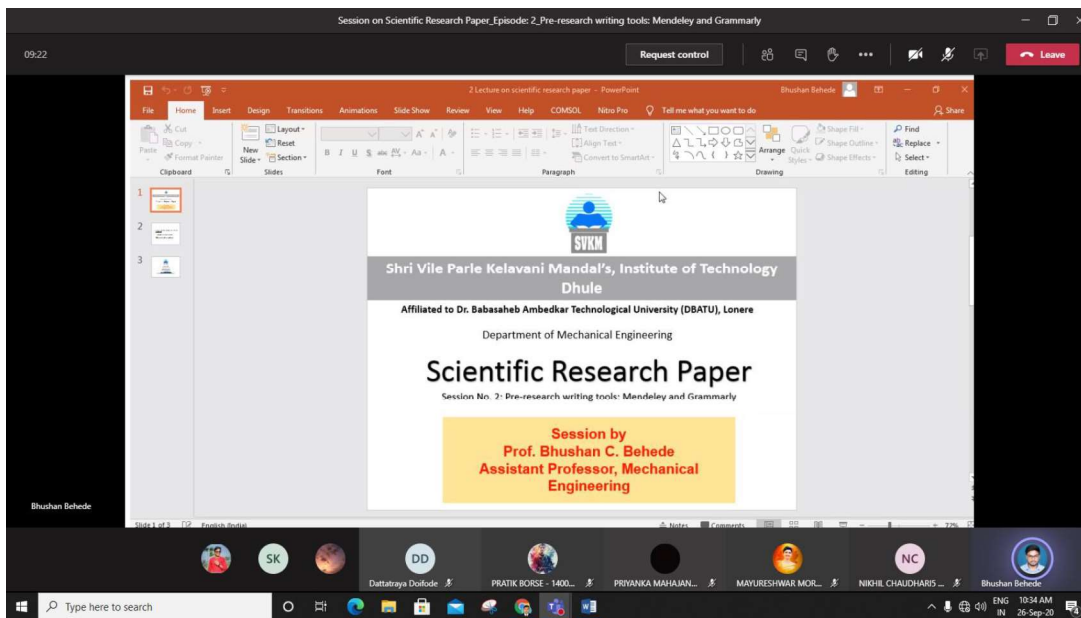 Session on Scientific Research Paper_Episode: 2_Pre-research writing tools: Mendeley and Grammarly
09:22
Request control
Leave
2 Lecture on scientific research paper - PowerPoint
Bhushan Behede
File Home Insert Design Transitions Animations Slide Show Review View Help COMSOL Nitro Pro Tell me what you want to do
Share
Paste
Cut
Copy
Format Painter
Clipboard
New Slide
Layout
Reset
Section
Slides
B I U S abc AV Aa A
Font
Text Direction
Align Text
Convert to SmartArt
Paragraph
Arrange
Quick Styles
Shape Fill
Shape Outline
Shape Effects
Drawing
Find
Replace
Select
Editing
1
2
3
SVKM
Shri Vile Parle Kelavani Mandal's, Institute of Technology
Dhule
Affiliated to Dr. Babasaheb Ambedkar Technological University (DBATU), Lonere
Department of Mechanical Engineering
Scientific Research Paper
Session No. 2: Pre-research writing tools: Mendeley and Grammarly
Session by
Prof. Bhushan C. Behede
Assistant Professor, Mechanical
Engineering
Bhushan Behede
Slide 1 of 3 English (India)
Notes Comments
77%
SK
DD
NC
Dattatraya Doifode
PRATIK BORSE - 1400...
PRIYANKA MAHAJAN...
MAYURESHWAR MOR...
NIKHIL CHAUDHARI5 ...
Bhushan Behede
Type here to search
ENG
IN
10:34 AM
26-Sep-20